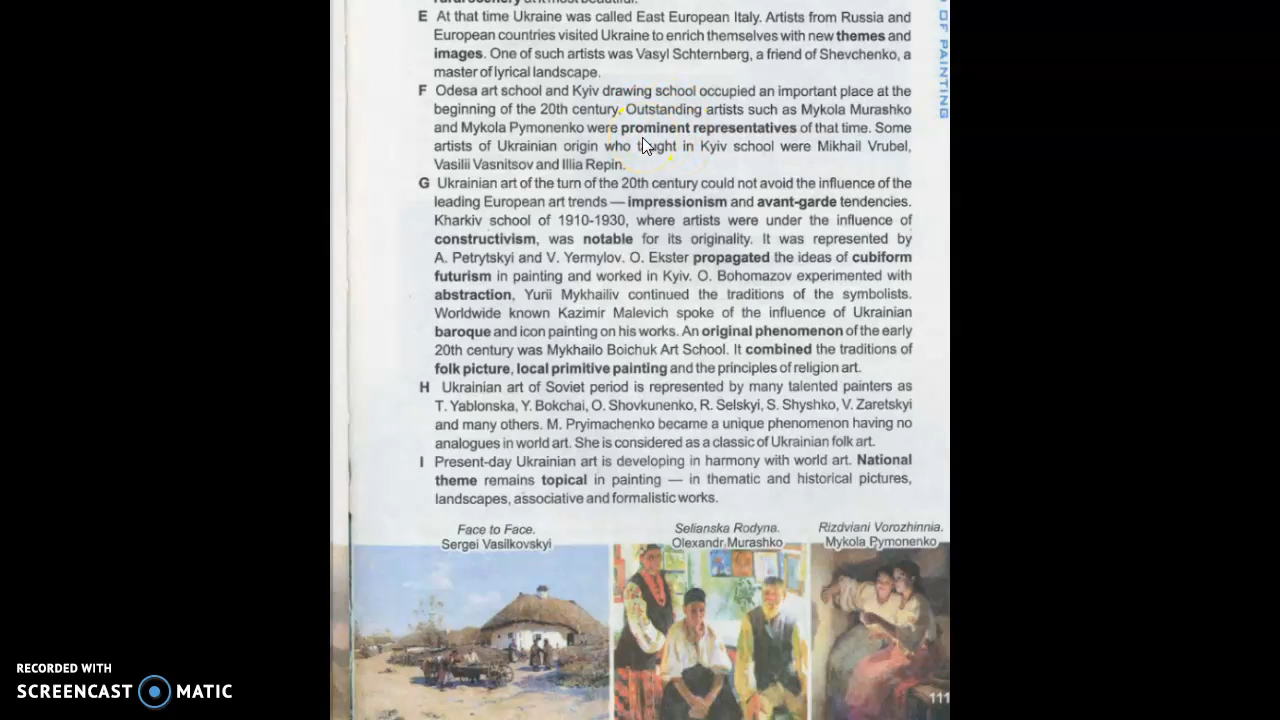 E At that time Ukraine was called East European Italy. Artists from Russia and
European countries visited Ukraine to enrich themselves with new themes and
images. One of such artists was Vasyl Schternberg, a friend of Shevchenko, a
master of lyrical landscape.
F Odesa art school and Kyiv drawing school occupied an important place at the
beginning of the 20th century. Outstanding artists such as Mykola Murashko
and Mykola Pymonenko were prominent representatives of that time. Some
artists of Ukrainian origin who taught in Kyiv school were Mikhail Vrubel,
Vasilii Vasnitsov and Illia Repin.
G Ukrainian art of the turn of the 20th century could not avoid the influence of the
leading European art trends — impressionism and avant-garde tendencies.
Kharkiv school of 1910-1930, where artists were under the influence of
constructivism, was notable for its originality. It was represented by
A. Petrytskyi and V. Yermylov. O. Ekster propagated the ideas of cubiform
futurism in painting and worked in Kyiv. O. Bohomazov experimented with
abstraction, Yurii Mykhailiv continued the traditions of the symbolists.
Worldwide known Kazimir Malevich spoke of the influence of Ukrainian
baroque and icon painting on his works. An original phenomenon of the early
20th century was Mykhailo Boichuk Art School. It combined the traditions of
folk picture, local primitive painting and the principles of religion art.
H Ukrainian art of Soviet period is represented by many talented painters as
T. Yablonska, Y. Bokchai, O. Shovkunenko, R. Selskyi, S. Shyshko, V. Zaretskyi
and many others. M. Pryimachenko became a unique phenomenon having no
analogues in world art. She is considered as a classic of Ukrainian folk art.
I Present-day Ukrainian art is developing in harmony with world art. National
theme remains topical in painting — in thematic and historical pictures,
landscapes, associative and formalistic works.
Face to Face.
Sergei Vasilkovskyi
Selianska Rodyna.
Olexandr Murashko
Rizdviani Vorozhinnia.
Mykola Pymonenko
OF PAINTING
111
RECORDED WITH
SCREENCAST MATIC